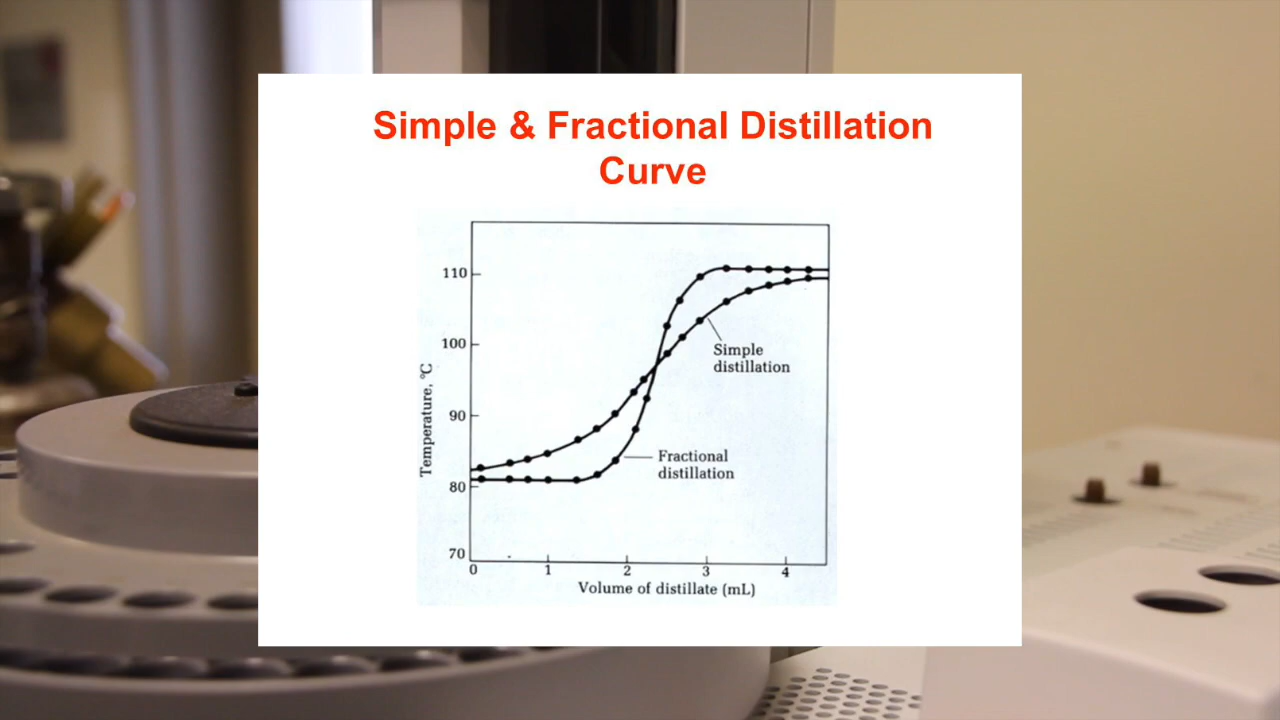 Simple & Fractional Distillation
Curve
110
100
90
80
70
Temperature, °C
Simple
distillation
Fractional
distillation
0 1 2 3 4
Volume of distillate (mL)